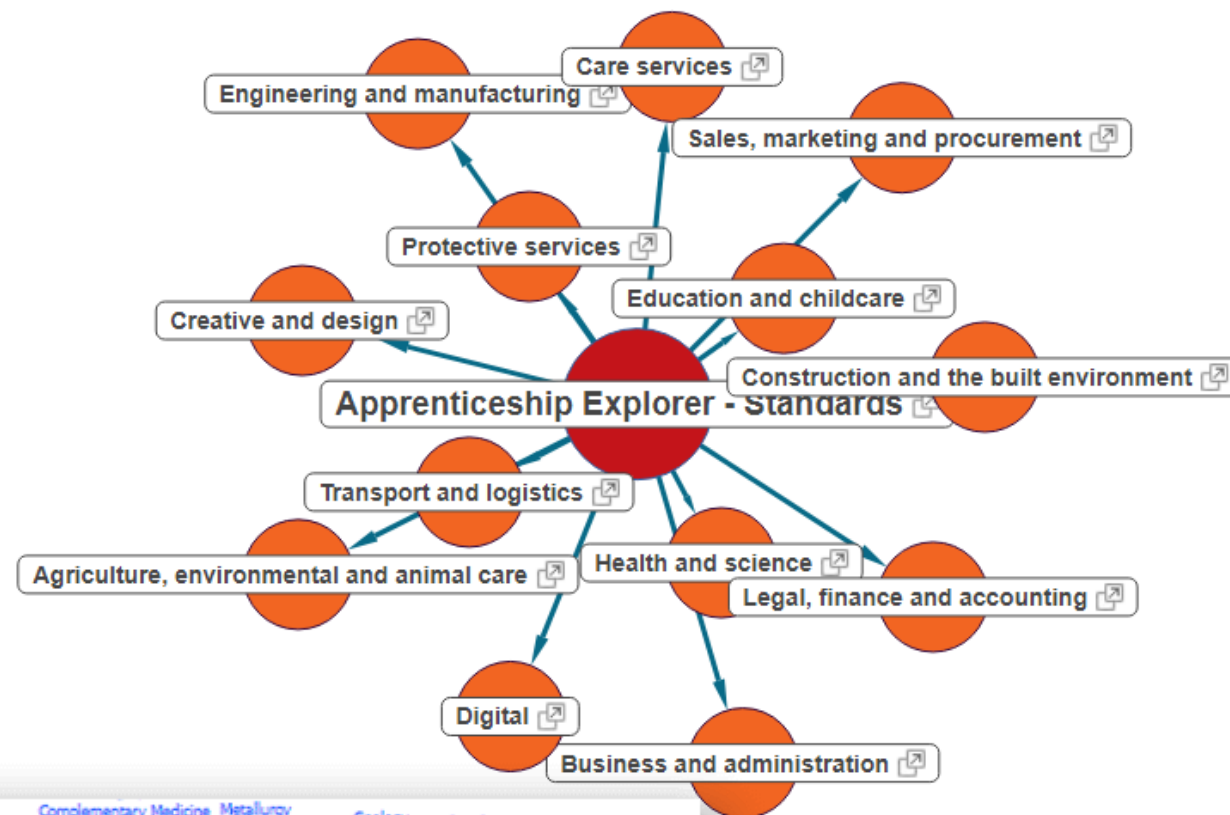 Care services
Engineering and manufacturing
Sales, marketing and procurement
Protective services
Education and childcare
Creative and design
Construction and the built environment
Apprenticeship Explorer - Standards
Transport and logistics
Health and science
Agriculture, environmental and animal care
Legal, finance and accounting
Digital
Business and administration
Complementary Medicine Metallurgy